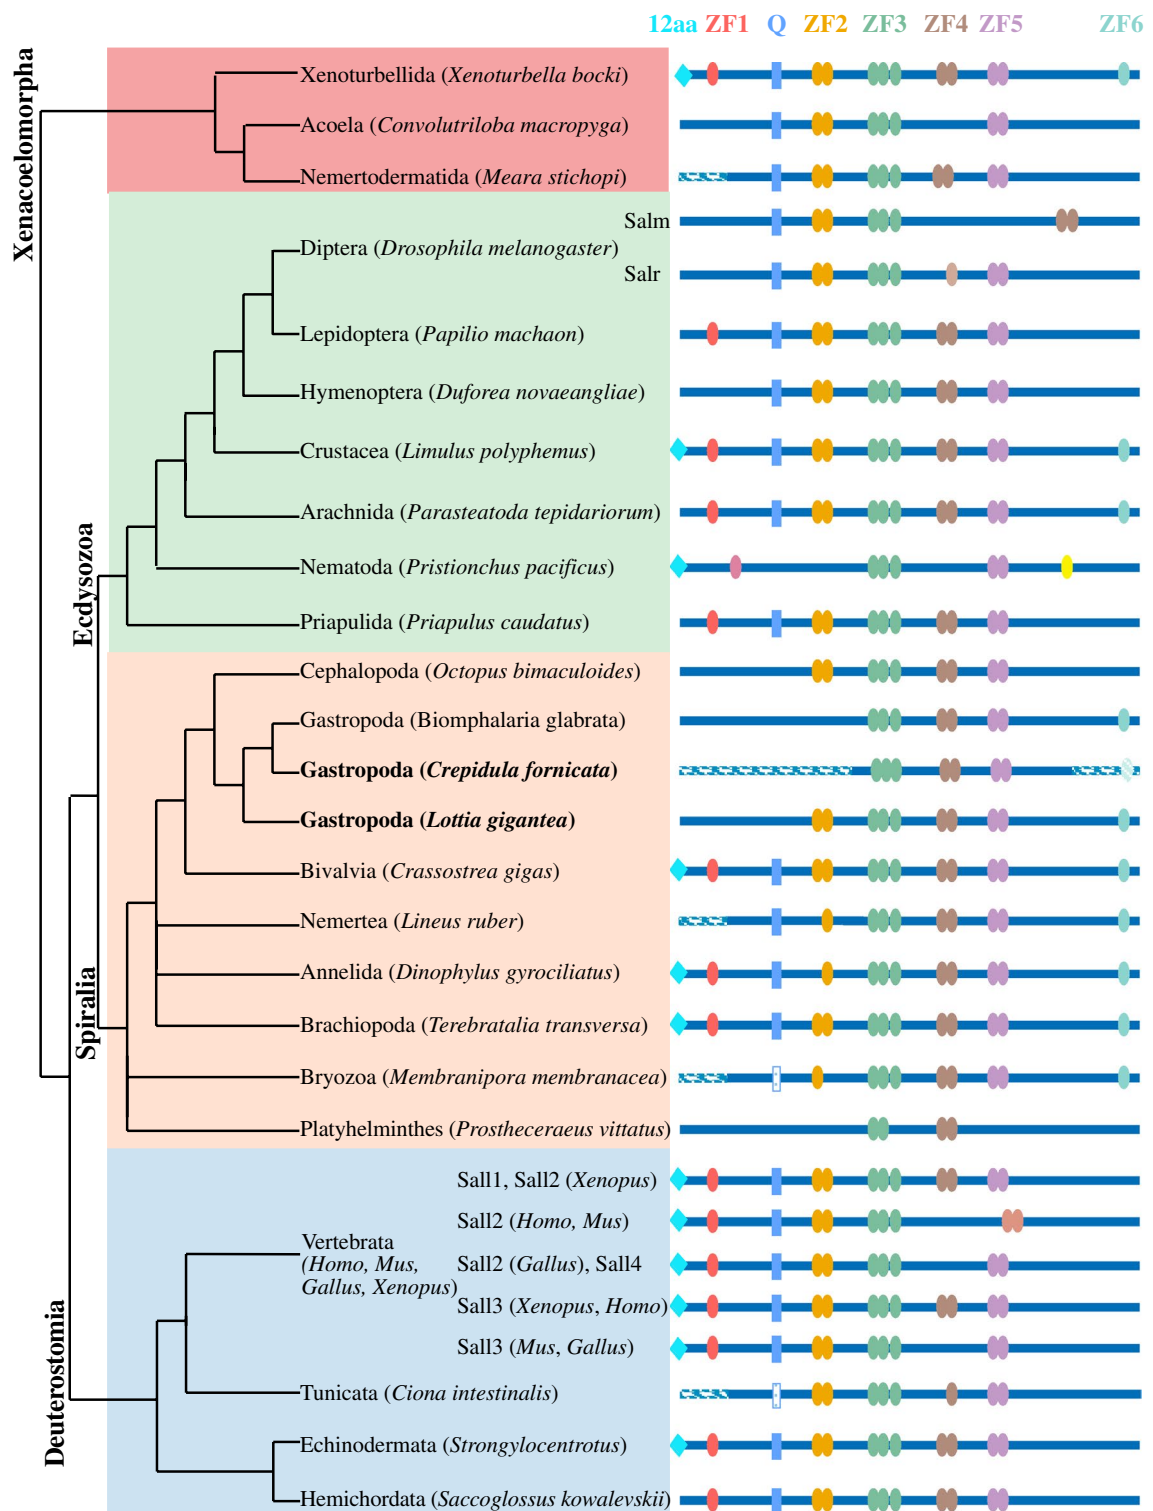 12aa ZF1 Q ZF2 ZF3 ZF4 ZF5 ZF6
Xenacoelomorpha
Xenoturbellida (Xenoturbella bocki)
Acoela (Convolutriloba macropyga)
Nemertodermatida (Meara stichopi)
Ecdysozoa
Salm
Diptera (Drosophila melanogaster)
Salr
Lepidoptera (Papilio machaon)
Hymenoptera (Duforea novaeangliae)
Crustacea (Limulus polyphemus)
Arachnida (Parasteatoda tepidariorum)
Nematoda (Pristionchus pacificus)
Priapulida (Priapulus caudatus)
Spiralia
Cephalopoda (Octopus bimaculoides)
Gastropoda (Biomphalaria glabrata)
Gastropoda (Crepidula fornicata)
Gastropoda (Lottia gigantea)
Bivalvia (Crassostrea gigas)
Nemertea (Lineus ruber)
Annelida (Dinophylus gyrociliatus)
Brachiopoda (Terebratalia transversa)
Bryozoa (Membranipora membranacea)
Platyhelminthes (Prostheceraeus vittatus)
Deuterostomia
Sall1, Sall2 (Xenopus)
Sall2 (Homo, Mus)
Vertebrata
(Homo, Mus,
Gallus, Xenopus)
Sall2 (Gallus), Sall4
Sall3 (Xenopus, Homo)
Sall3 (Mus, Gallus)
Tunicata (Ciona intestinalis)
Echinodermata (Strongylocentrotus)
Hemichordata (Saccoglossus kowalevskii)